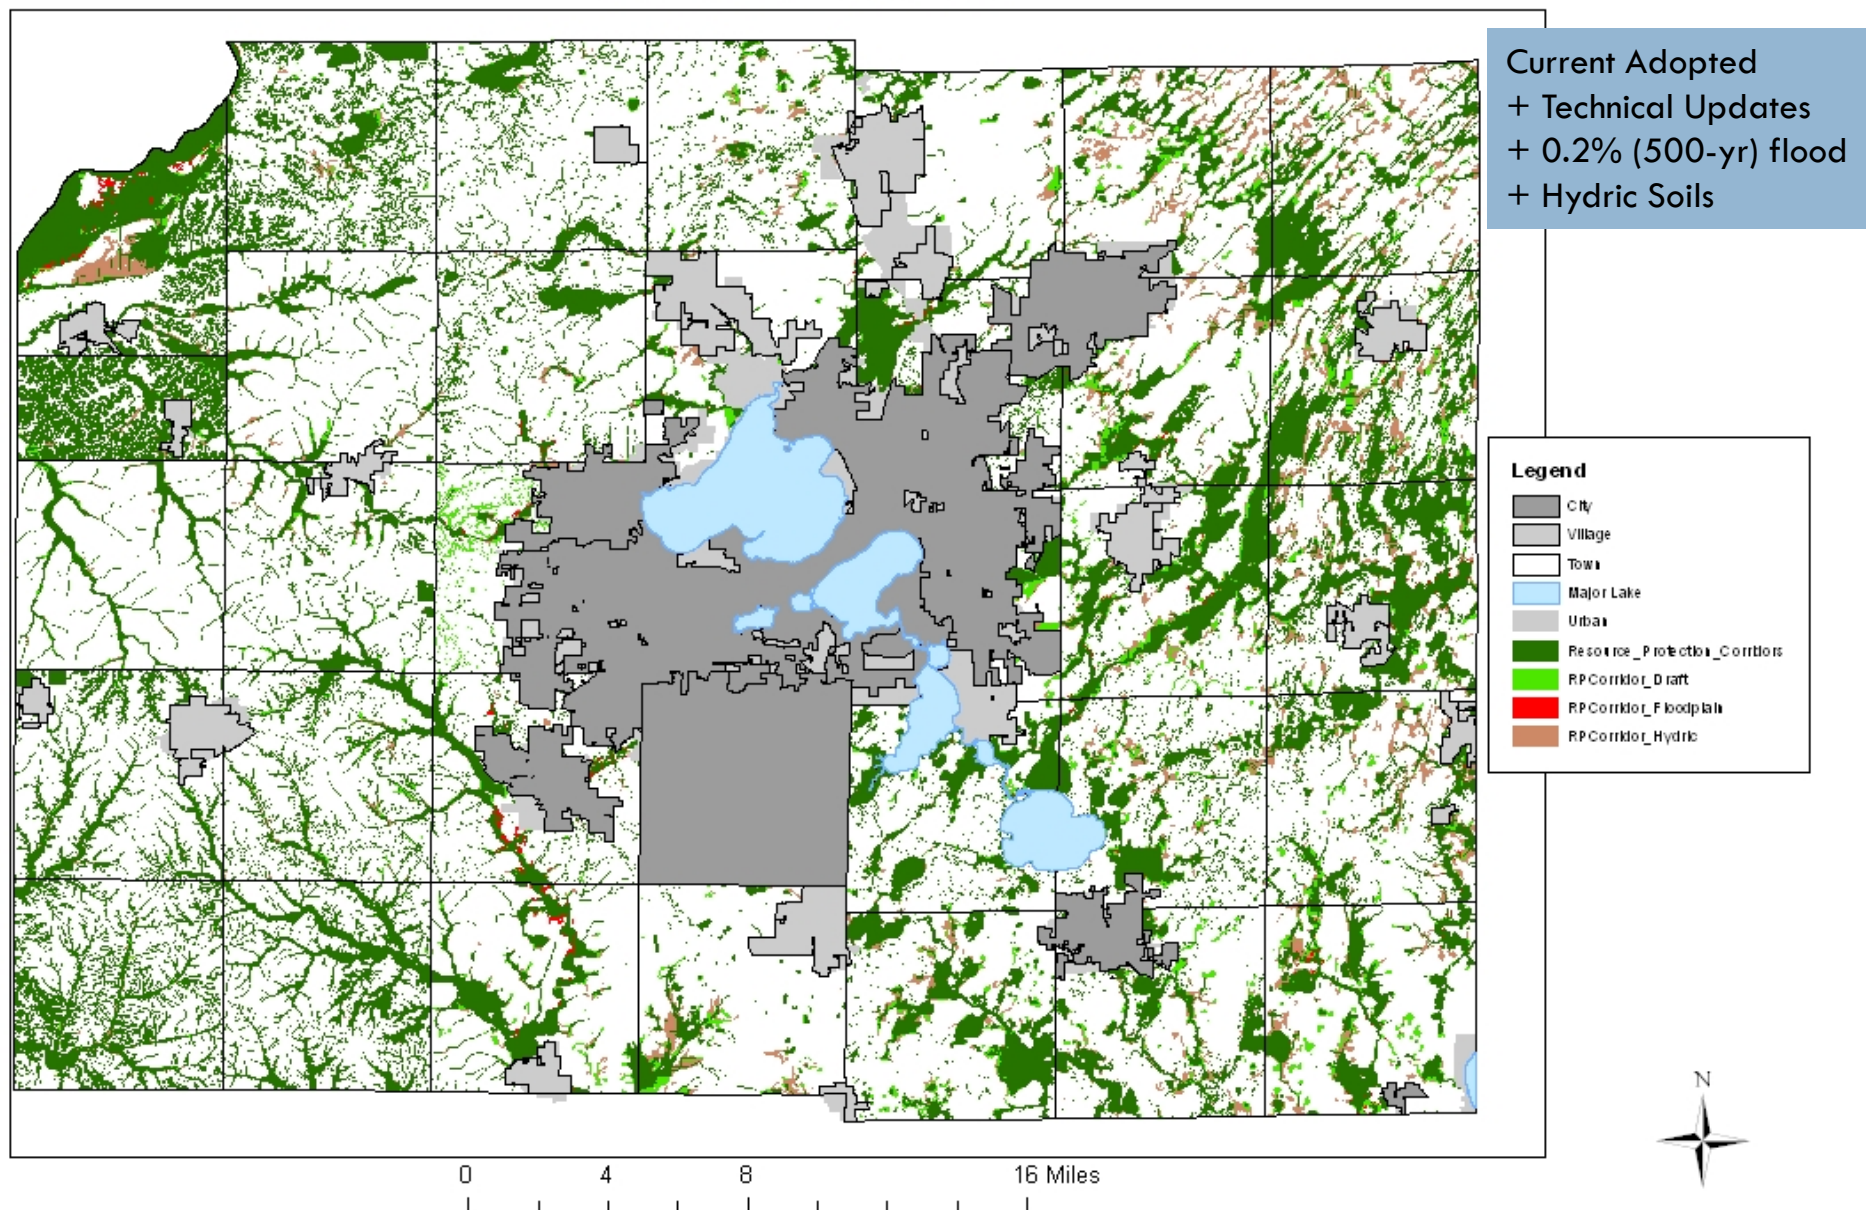 Current Adopted
+ Technical Updates
+ 0.2% (500-yr) flood
+ Hydric Soils
Legend
City
Village
Town
Major Lake
Urban
Resource_Protection_Corridors
RPCorridor_Draft
RPCorridor_Floodplain
RPCorridor_Hydric
N
0 4 8 16 Miles